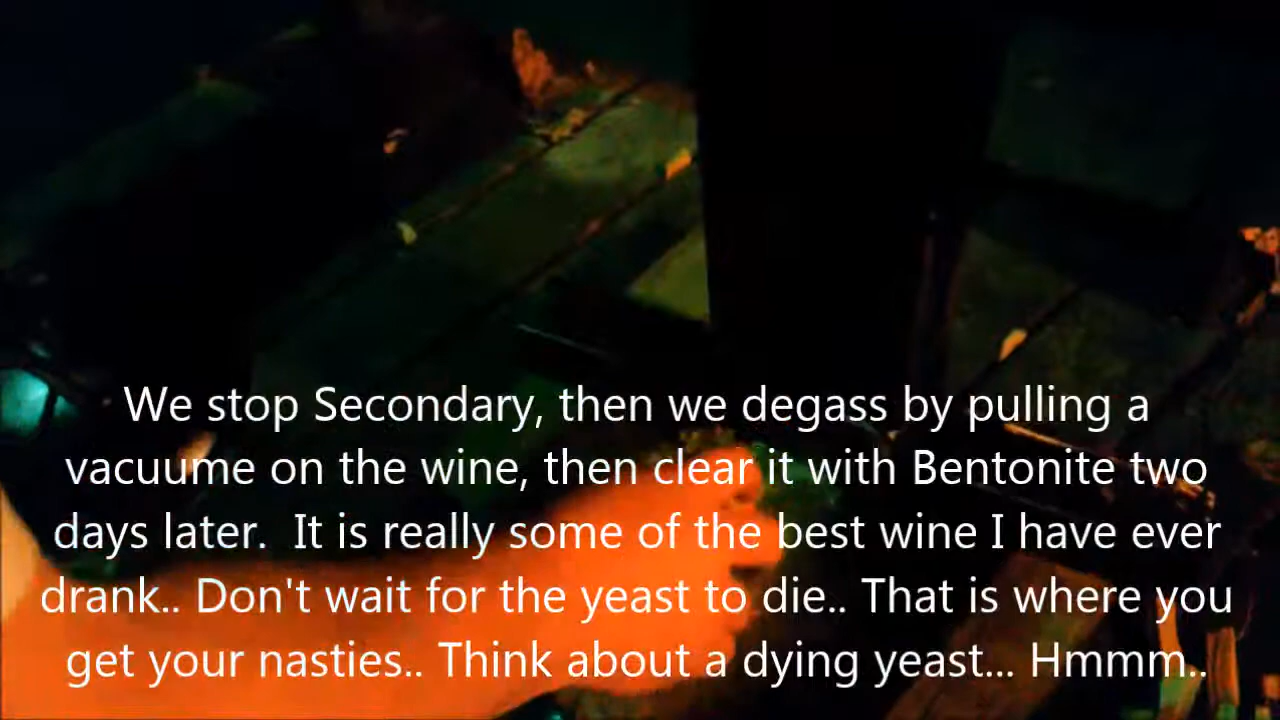 We stop Secondary, then we degass by pulling a
vacuume on the wine, then clear it with Bentonite two
days later.  It is really some of the best wine I have ever
drank.. Don't wait for the yeast to die.. That is where you
get your nasties.. Think about a dying yeast... Hmmm..